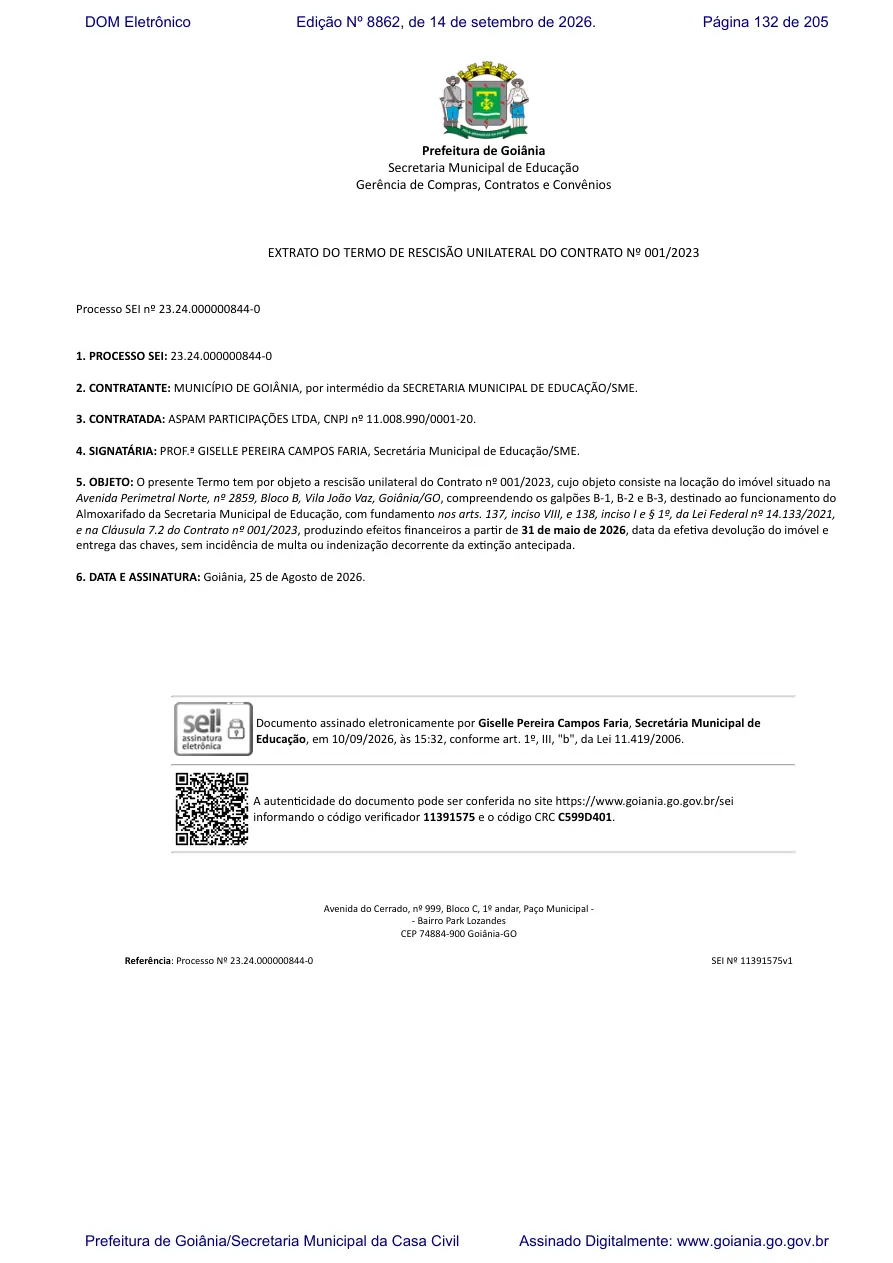 DOM Eletrônico Edição Nº 8862, de 14 de setembro de 2026. Página 132 de 205
Prefeitura de Goiânia
Secretaria Municipal de Educação
Gerência de Compras, Contratos e Convênios
EXTRATO DO TERMO DE RESCISÃO UNILATERAL DO CONTRATO Nº 001/2023
Processo SEI nº 23.24.000000844-0
1. PROCESSO SEI: 23.24.000000844-0
2. CONTRATANTE: MUNICÍPIO DE GOIÂNIA, por intermédio da SECRETARIA MUNICIPAL DE EDUCAÇÃO/SME.
3. CONTRATADA: ASPAM PARTICIPAÇÕES LTDA, CNPJ nº 11.008.990/0001-20.
4. SIGNATÁRIA: PROF.ª GISELLE PEREIRA CAMPOS FARIA, Secretária Municipal de Educação/SME.
5. OBJETO: O presente Termo tem por objeto a rescisão unilateral do Contrato nº 001/2023, cujo objeto consiste na locação do imóvel situado na
Avenida Perimetral Norte, nº 2859, Bloco B, Vila João Vaz, Goiânia/GO, compreendendo os galpões B-1, B-2 e B-3, destinado ao funcionamento do
Almoxarifado da Secretaria Municipal de Educação, com fundamento nos arts. 137, inciso VIII, e 138, inciso I e § 1º, da Lei Federal nº 14.133/2021,
e na Cláusula 7.2 do Contrato nº 001/2023, produzindo efeitos financeiros a partir de 31 de maio de 2026, data da efetiva devolução do imóvel e
entrega das chaves, sem incidência de multa ou indenização decorrente da extinção antecipada.
6. DATA E ASSINATURA: Goiânia, 25 de Agosto de 2026.
sei!
assinatura
eletrônica
Documento assinado eletronicamente por Giselle Pereira Campos Faria, Secretária Municipal de
Educação, em 10/09/2026, às 15:32, conforme art. 1º, III, "b", da Lei 11.419/2006.
A autenticidade do documento pode ser conferida no site https://www.goiania.go.gov.br/sei
informando o código verificador 11391575 e o código CRC C599D401.
Avenida do Cerrado, nº 999, Bloco C, 1º andar, Paço Municipal -
- Bairro Park Lozandes
CEP 74884-900 Goiânia-GO
Referência: Processo Nº 23.24.000000844-0 SEI Nº 11391575v1
Prefeitura de Goiânia/Secretaria Municipal da Casa Civil Assinado Digitalmente: www.goiania.go.gov.br